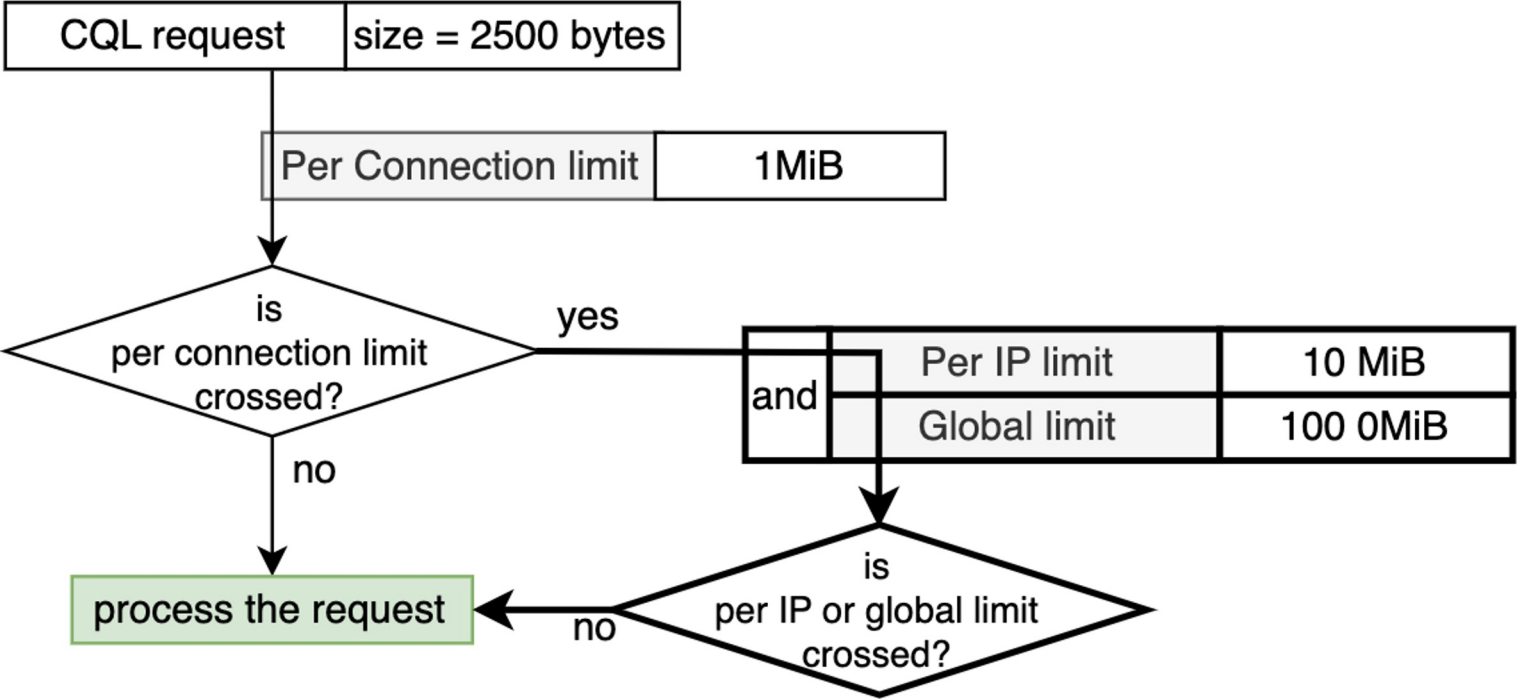 CQL request size = 2500 bytes
Per Connection limit 1MiB
is
per connection limit
crossed?
yes
and
Per IP limit 10 MiB
Global limit 100 0MiB
no
is
per IP or global limit
crossed?
no
process the request